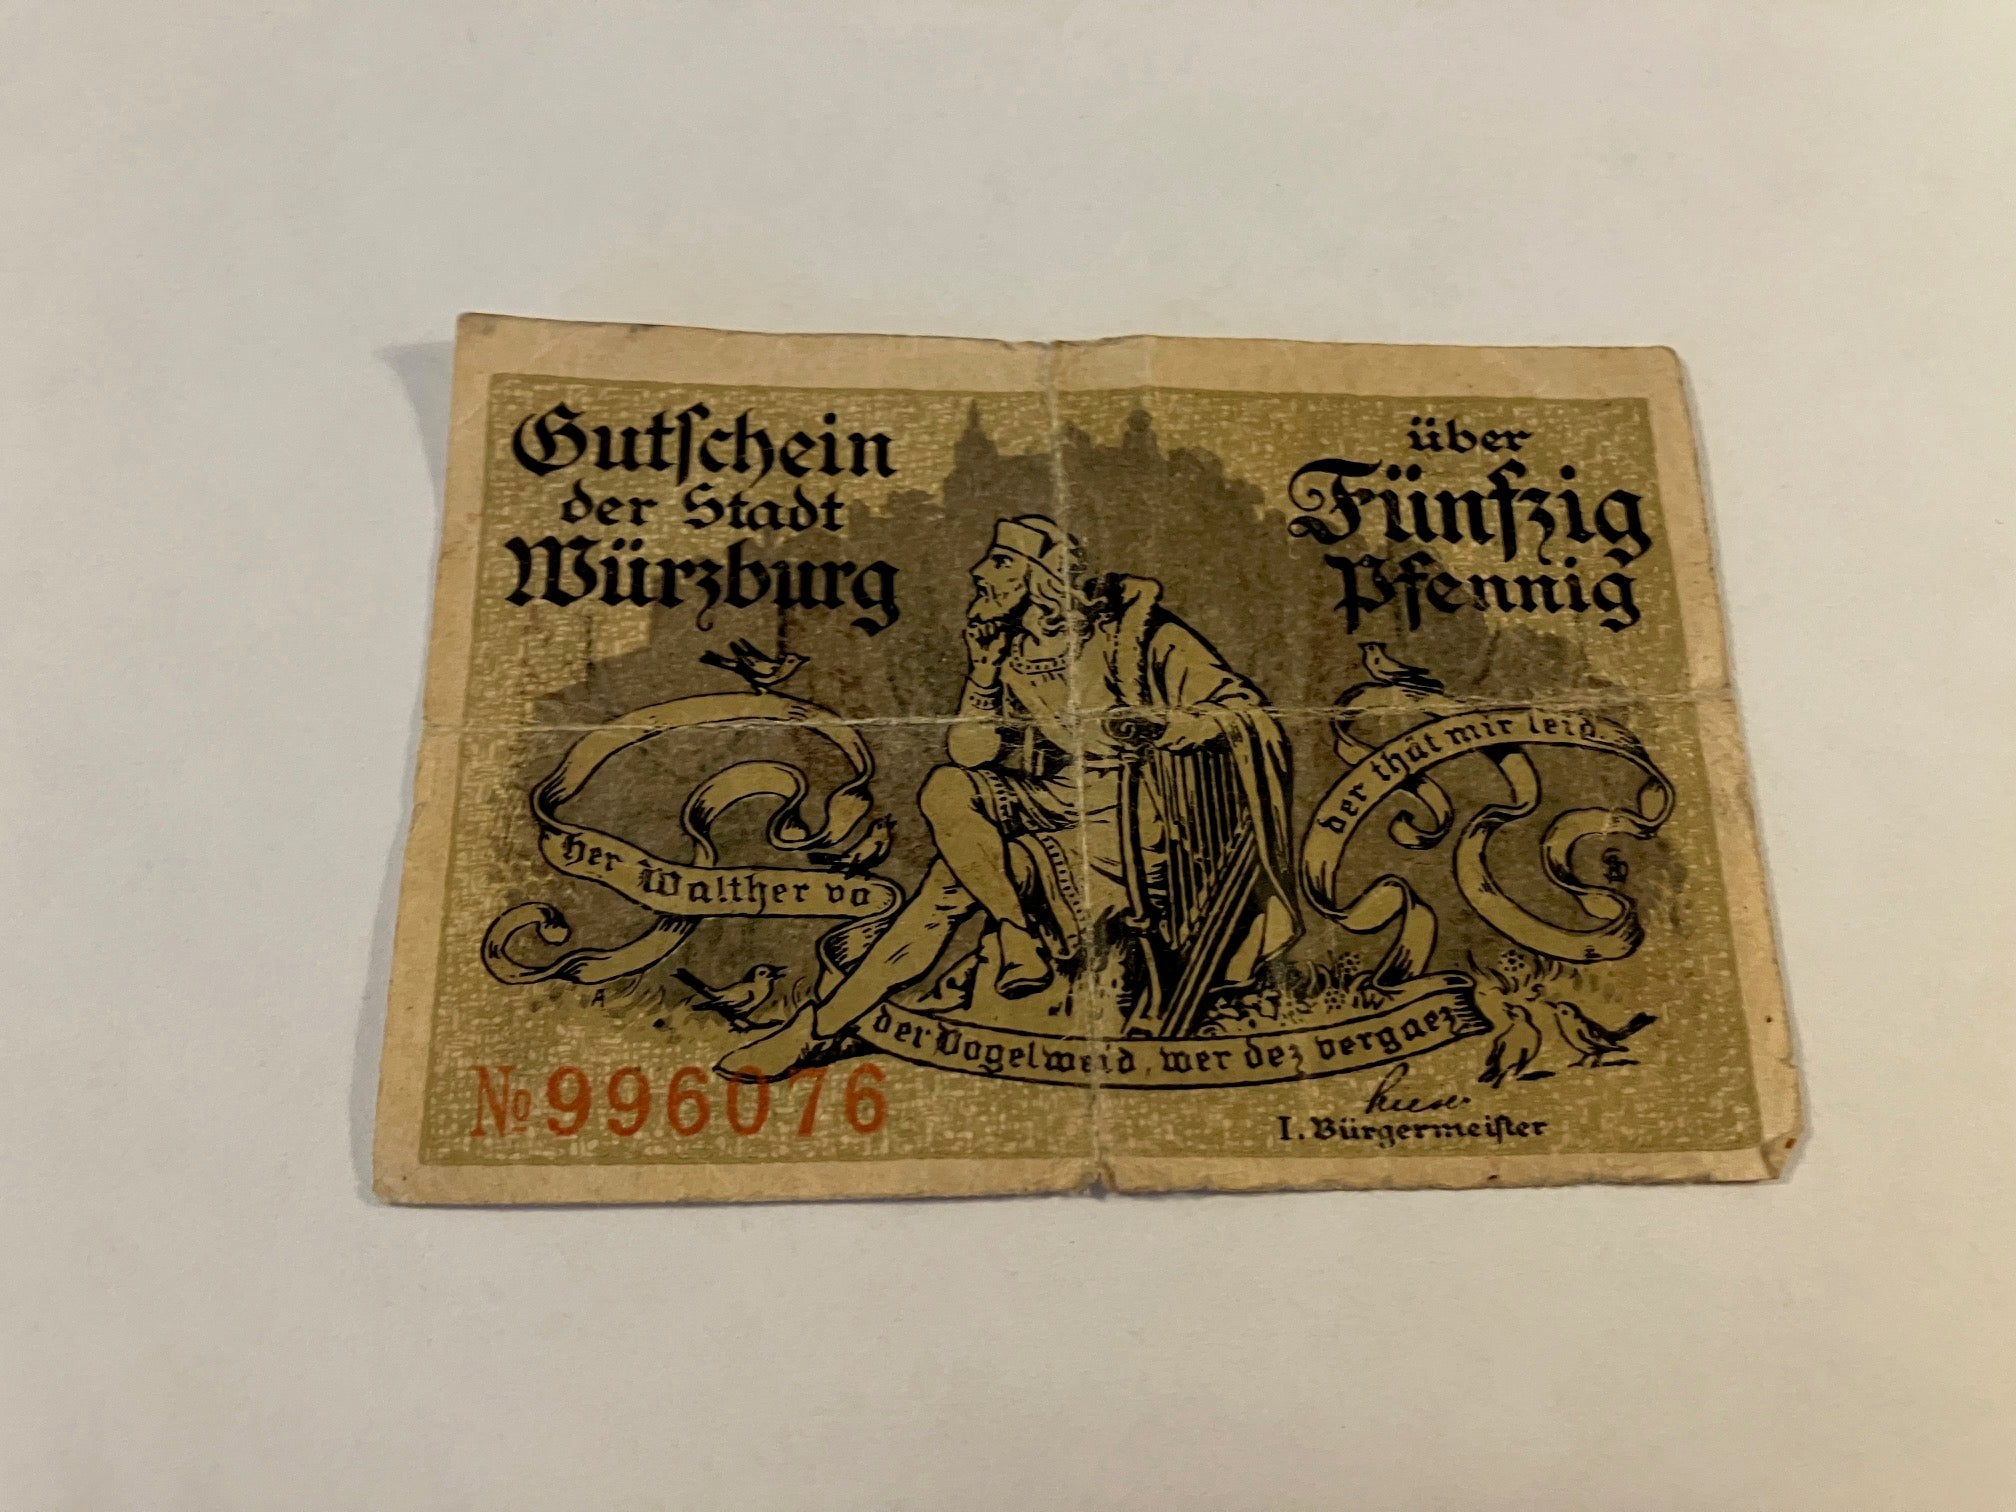 Gutschein
der Stadt
Würzburg
über
Fünfzig
Pfennig
her Walther vo
der Vogelweid, wer dez vergaez
der thät mir leid.
A
No 996076
I. Bürgermeister